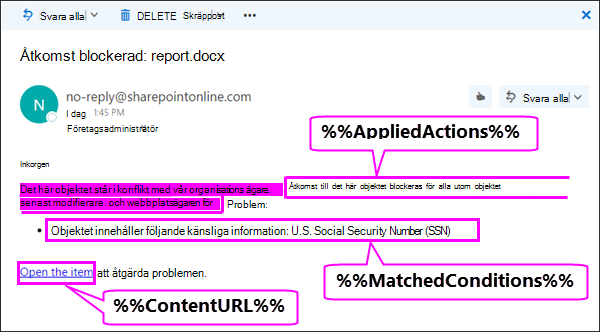 Svara alla DELETE Skräppost ...
Åtkomst blockerad: report.docx
N
no-reply@sharepointonline.com
I dag 1:45 PM
Företagsadministratör
Svara alla
%%AppliedActions%%
Inkorgen
Det här objektet står i konflikt med vår organisations ägare, Åtkomst till det här objektet blockeras för alla utom objektet
senast modifierare och webbplatsägaren för Problem:
• Objektet innehåller följande känsliga information: U.S. Social Security Number (SSN)
Open the item att åtgärda problemen.
%%MatchedConditions%%
%%ContentURL%%